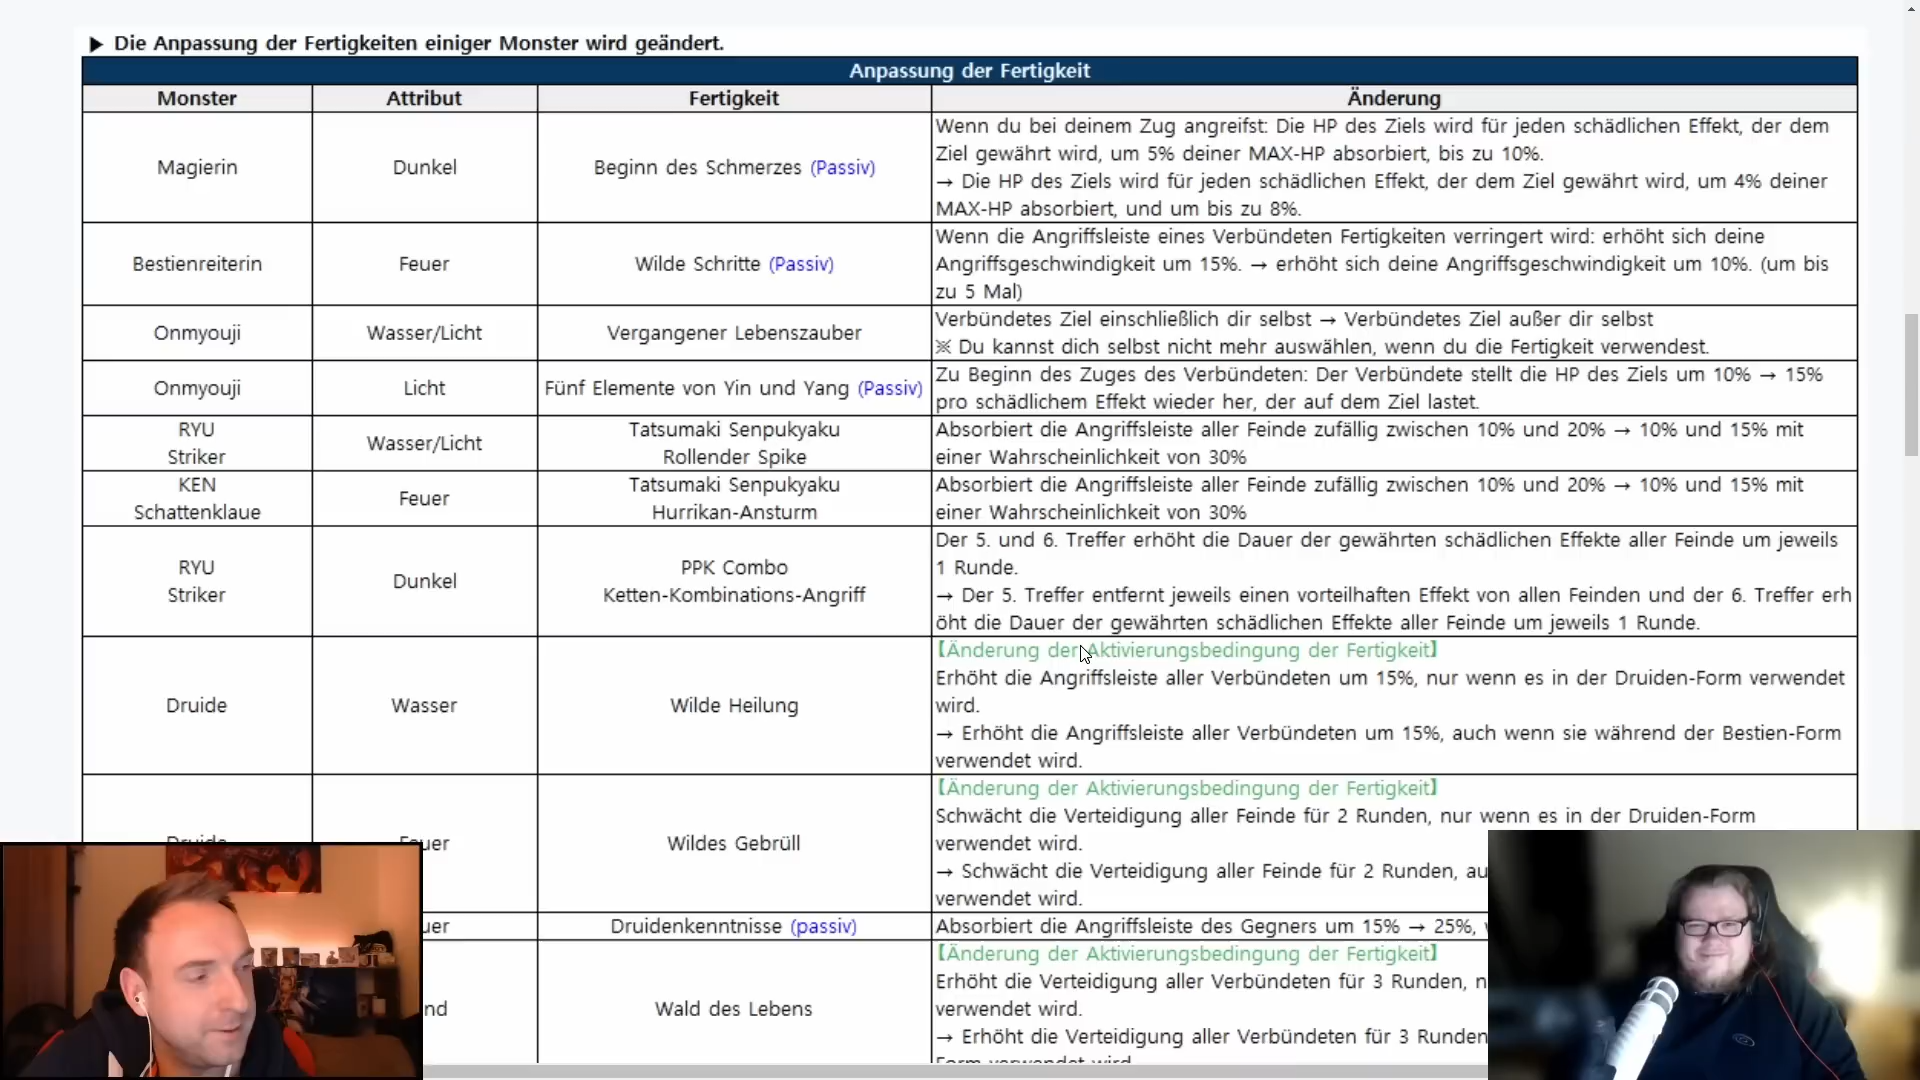 ▶ Die Anpassung der Fertigkeiten einiger Monster wird geändert.
Anpassung der Fertigkeit
Monster Attribut Fertigkeit Änderung
Magierin Dunkel Beginn des Schmerzes (Passiv)
Wenn du bei deinem Zug angreifst: Die HP des Ziels wird für jeden schädlichen Effekt, der dem
Ziel gewährt wird, um 5% deiner MAX-HP absorbiert, bis zu 10%.
→ Die HP des Ziels wird für jeden schädlichen Effekt, der dem Ziel gewährt wird, um 4% deiner
MAX-HP absorbiert, und um bis zu 8%.
Bestienreiterin Feuer Wilde Schritte (Passiv)
Wenn die Angriffsleiste eines Verbündeten Fertigkeiten verringert wird: erhöht sich deine
Angriffsgeschwindigkeit um 15%. → erhöht sich deine Angriffsgeschwindigkeit um 10%. (um bis
zu 5 Mal)
Onmyouji Wasser/Licht Vergangener Lebenszauber
Verbündetes Ziel einschließlich dir selbst → Verbündetes Ziel außer dir selbst
※ Du kannst dich selbst nicht mehr auswählen, wenn du die Fertigkeit verwendest.
Onmyouji Licht Fünf Elemente von Yin und Yang (Passiv)
Zu Beginn des Zuges des Verbündeten: Der Verbündete stellt die HP des Ziels um 10% → 15%
pro schädlichem Effekt wieder her, der auf dem Ziel lastet.
RYU
Striker
Wasser/Licht
Tatsumaki Senpukyaku
Rollender Spike
Absorbiert die Angriffsleiste aller Feinde zufällig zwischen 10% und 20% → 10% und 15% mit
einer Wahrscheinlichkeit von 30%
KEN
Schattenklaue
Feuer
Tatsumaki Senpukyaku
Hurrikan-Ansturm
Absorbiert die Angriffsleiste aller Feinde zufällig zwischen 10% und 20% → 10% und 15% mit
einer Wahrscheinlichkeit von 30%
RYU
Striker
Dunkel
PPK Combo
Ketten-Kombinations-Angriff
Der 5. und 6. Treffer erhöht die Dauer der gewährten schädlichen Effekte aller Feinde um jeweils
1 Runde.
→ Der 5. Treffer entfernt jeweils einen vorteilhaften Effekt von allen Feinden und der 6. Treffer erh
öht die Dauer der gewährten schädlichen Effekte aller Feinde um jeweils 1 Runde.
Druide Wasser Wilde Heilung
【Änderung der Aktivierungsbedingung der Fertigkeit】
Erhöht die Angriffsleiste aller Verbündeten um 15%, nur wenn es in der Druiden-Form verwendet
wird.
→ Erhöht die Angriffsleiste aller Verbündeten um 15%, auch wenn sie während der Bestien-Form
verwendet wird.
Druide Feuer Wildes Gebrüll
【Änderung der Aktivierungsbedingung der Fertigkeit】
Schwächt die Verteidigung aller Feinde für 2 Runden, nur wenn es in der Druiden-Form
verwendet wird.
→ Schwächt die Verteidigung aller Feinde für 2 Runden, au
verwendet wird.
uer Druidenkenntnisse (passiv)
Absorbiert die Angriffsleiste des Gegners um 15% → 25%,
nd Wald des Lebens
【Änderung der Aktivierungsbedingung der Fertigkeit】
Erhöht die Verteidigung aller Verbündeten für 3 Runden, n
verwendet wird.
→ Erhöht die Verteidigung aller Verbündeten für 3 Runden
Form verwendet wird.